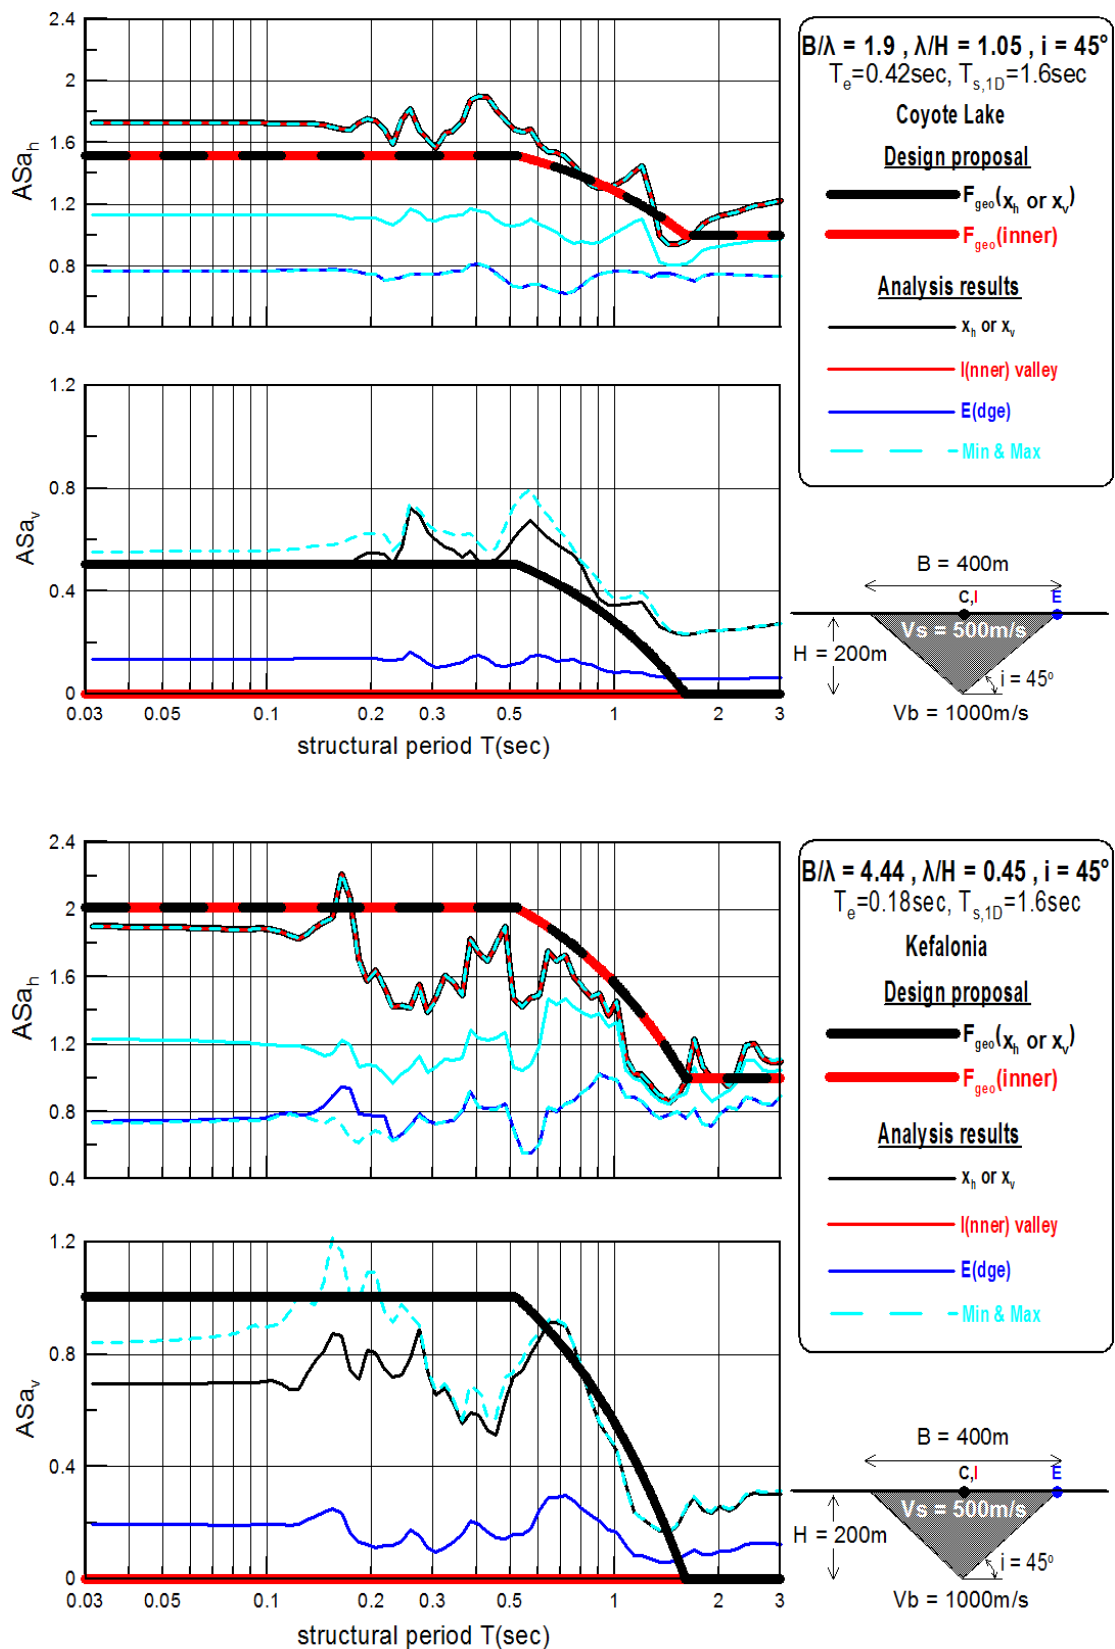 2.4
2
1.6
1.2
0.8
0.4
ASa_h
B/λ = 1.9 , λ/H = 1.05 , i = 45°
T_e=0.42sec, T_s,1D=1.6sec
Coyote Lake
Design proposal
F_geo(x_h or x_v)
F_geo(inner)
Analysis results
x_h or x_v
I(nner) valley
E(dge)
Min & Max
1.2
0.8
0.4
0
ASa_v
0.03 0.05 0.1 0.2 0.3 0.5 1 2 3
structural period T(sec)
B = 400m
C,I E
Vs = 500m/s
H = 200m
i = 45°
Vb = 1000m/s
2.4
2
1.6
1.2
0.8
0.4
ASa_h
B/λ = 4.44 , λ/H = 0.45 , i = 45°
T_e=0.18sec, T_s,1D=1.6sec
Kefalonia
Design proposal
F_geo(x_h or x_v)
F_geo(inner)
Analysis results
x_h or x_v
I(nner) valley
E(dge)
Min & Max
1.2
0.8
0.4
0
ASa_v
0.03 0.05 0.1 0.2 0.3 0.5 1 2 3
structural period T(sec)
B = 400m
C,I E
Vs = 500m/s
H = 200m
i = 45°
Vb = 1000m/s